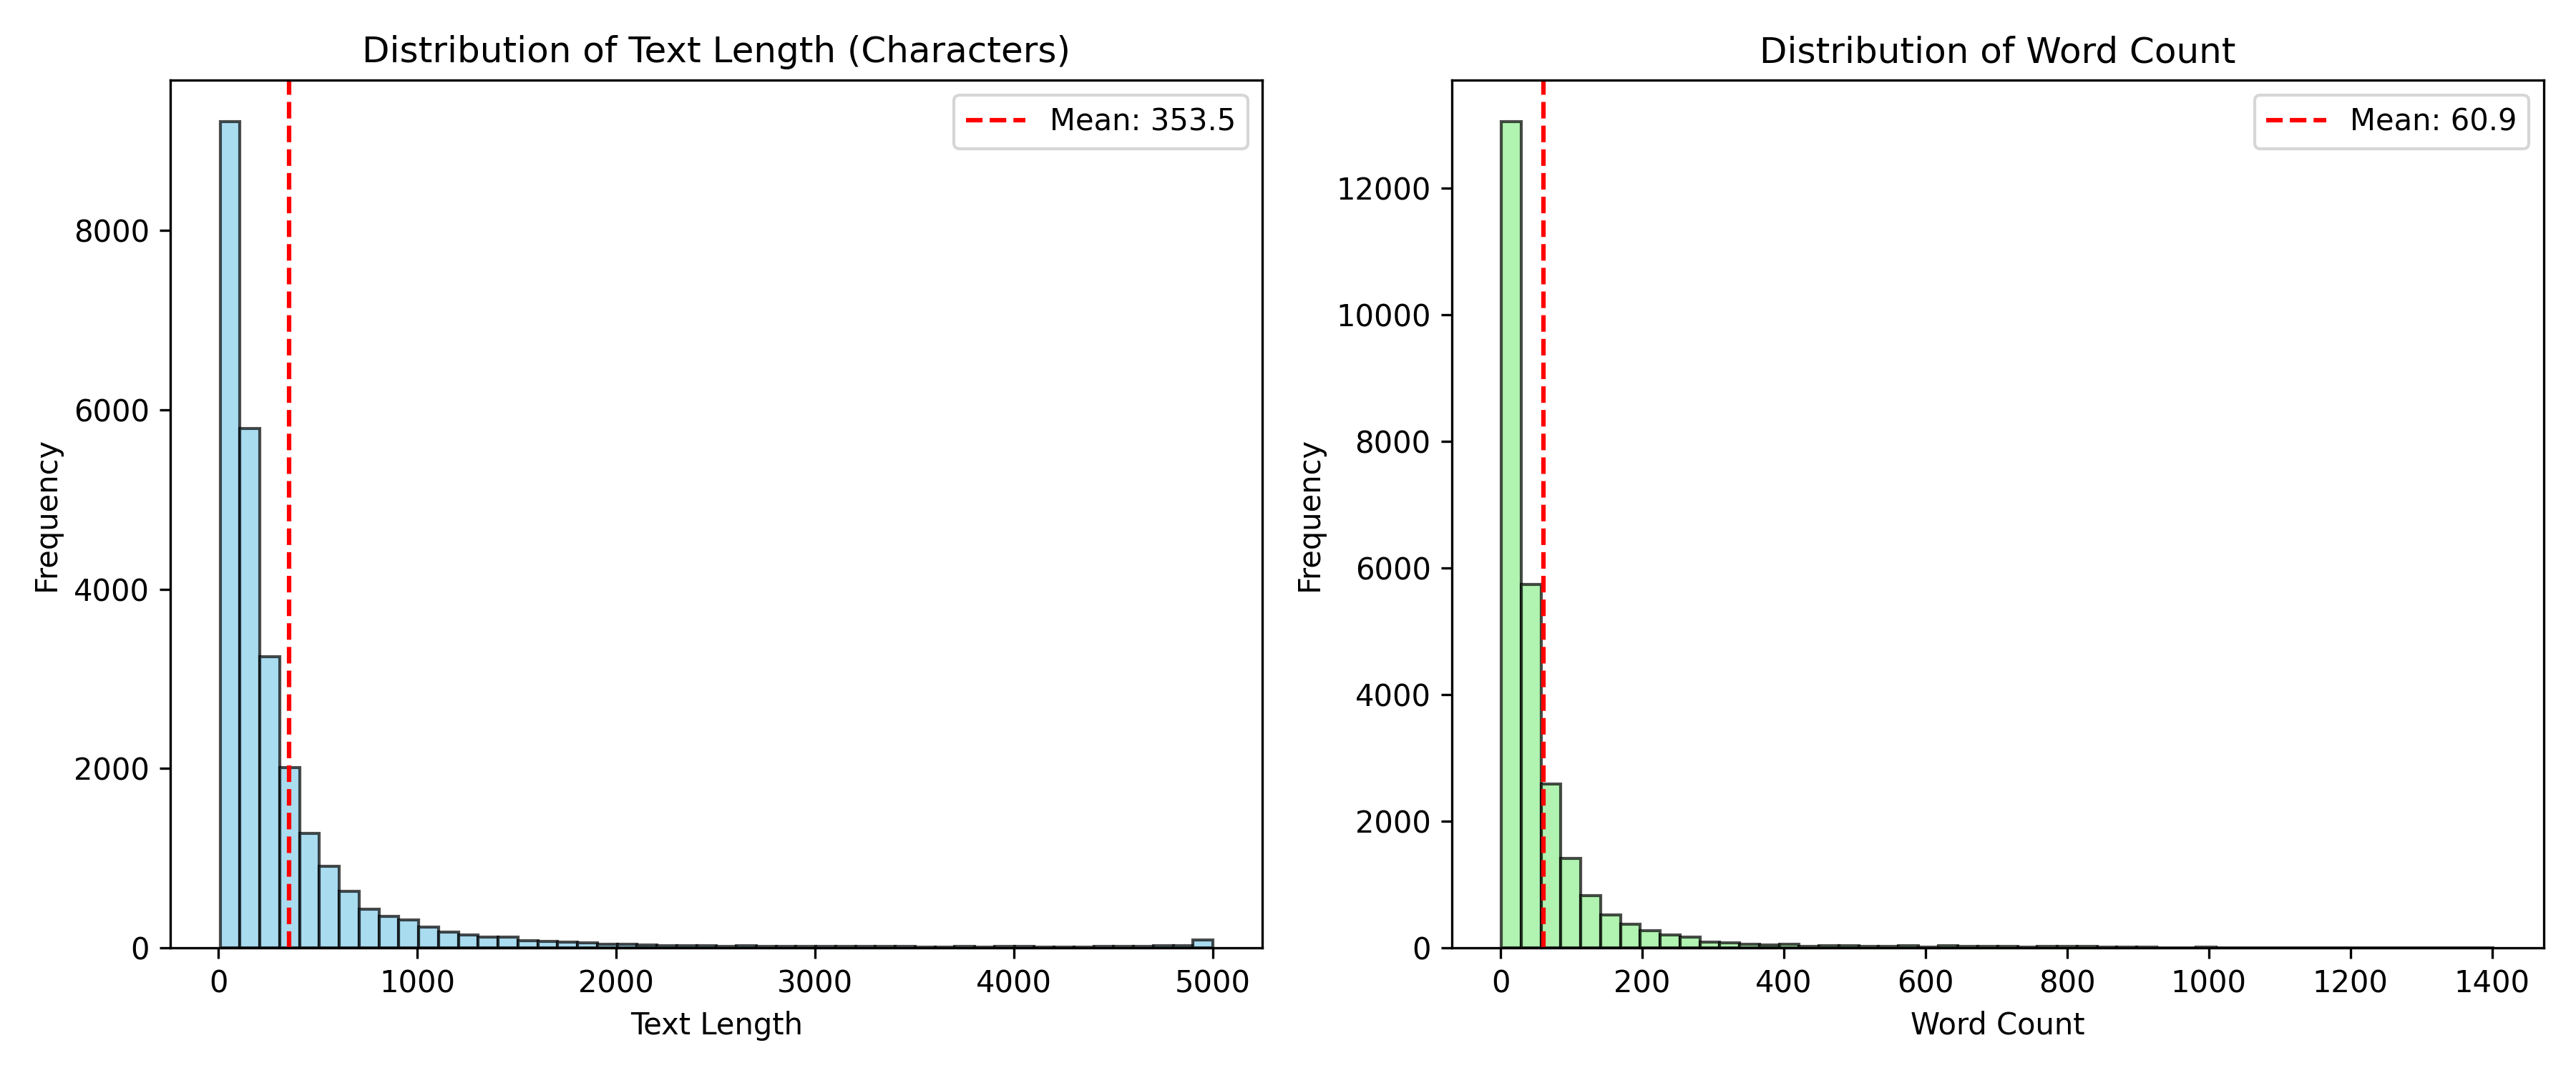 Distribution of Text Length (Characters)
Mean: 353.5
Frequency
8000
6000
4000
2000
0
0 1000 2000 3000 4000 5000
Text Length
Distribution of Word Count
Mean: 60.9
Frequency
12000
10000
8000
6000
4000
2000
0
0 200 400 600 800 1000 1200 1400
Word Count